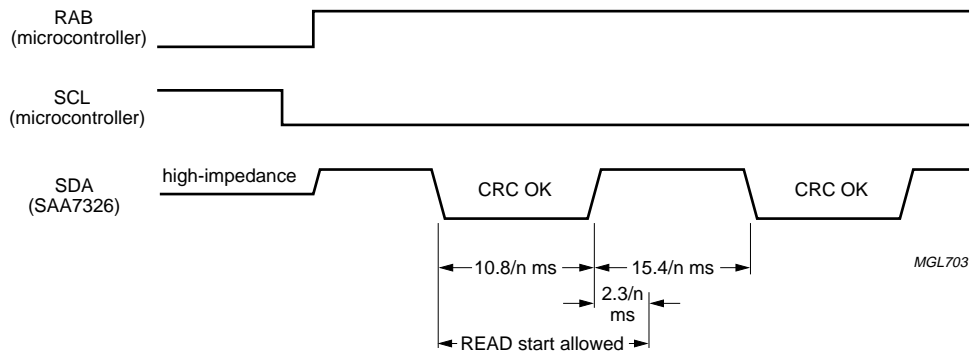 RAB
(microcontroller)
SCL
(microcontroller)
SDA
(SAA7326)
high-impedance
CRC OK
CRC OK
10.8/n ms
15.4/n ms
2.3/n
ms
READ start allowed
MGL703